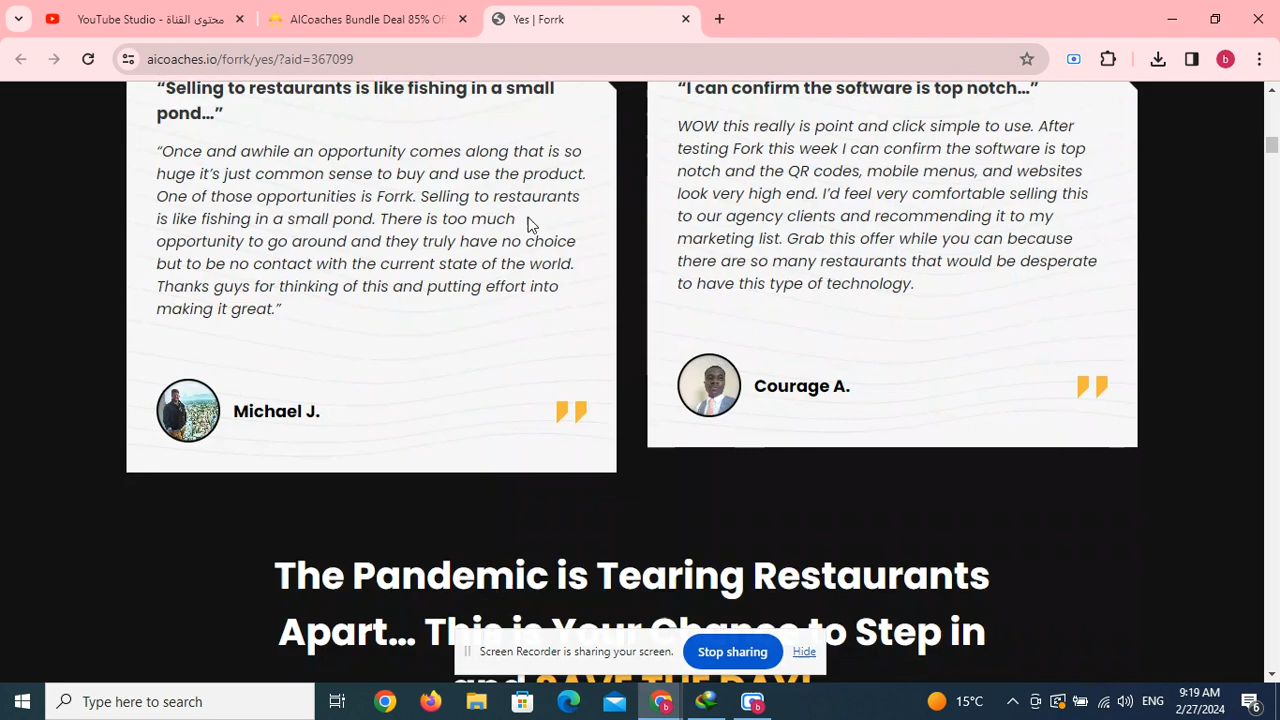 YouTube Studio - محتوى القناة
AICoaches Bundle Deal 85% Of
Yes | Forrk
aicoaches.io/forrk/yes/?aid=367099
b
“Selling to restaurants is like fishing in a small
pond...”
“Once and awhile an opportunity comes along that is so
huge it’s just common sense to buy and use the product.
One of those opportunities is Forrk. Selling to restaurants
is like fishing in a small pond. There is too much
opportunity to go around and they truly have no choice
but to be no contact with the current state of the world.
Thanks guys for thinking of this and putting effort into
making it great.”
Michael J.
“I can confirm the software is top notch...”
WOW this really is point and click simple to use. After
testing Fork this week I can confirm the software is top
notch and the QR codes, mobile menus, and websites
look very high end. I’d feel very comfortable selling this
to our agency clients and recommending it to my
marketing list. Grab this offer while you can because
there are so many restaurants that would be desperate
to have this type of technology.
Courage A.
The Pandemic is Tearing Restaurants
Apart... This is Your Chance to Step in
and SAVE THE DAY!
Screen Recorder is sharing your screen.
Stop sharing
Hide
Type here to search
15°C
ENG
9:19 AM
2/27/2024
6